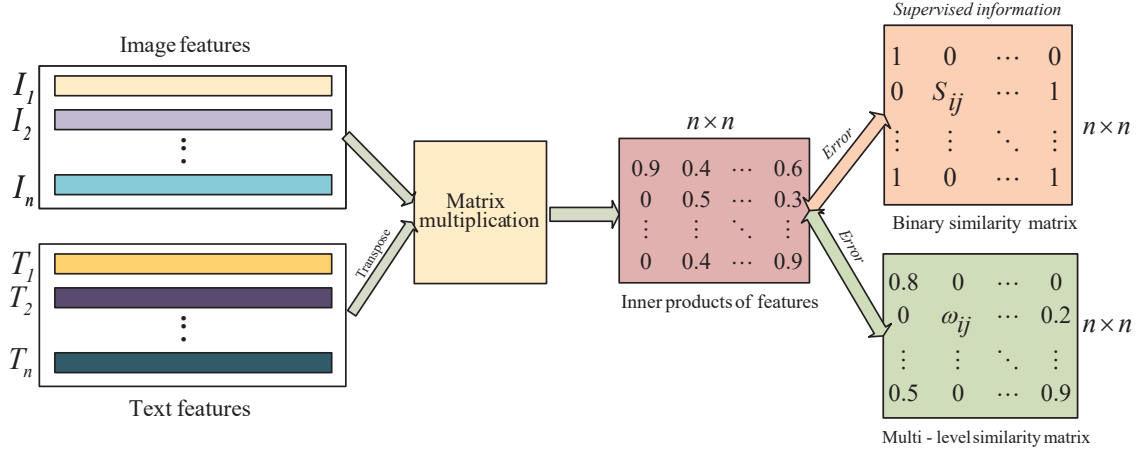 Image features
I1
I2
⋮
In
T1
T2
⋮
Tn
Text features
Transpose
Matrix
multiplication
n × n
0.9 0.4 ⋯ 0.6
0 0.5 ⋯ 0.3
⋮ ⋮ ⋱ ⋮
0 0.4 ⋯ 0.9
Inner products of features
Error
Error
Supervised information
1 0 ⋯ 0
0 Sij ⋯ 1
⋮ ⋮ ⋱ ⋮
1 0 ⋯ 1
n × n
Binary similarity matrix
0.8 0 ⋯ 0
0 ωij ⋯ 0.2
⋮ ⋮ ⋱ ⋮
0.5 0 ⋯ 0.9
n × n
Multi - level similarity matrix